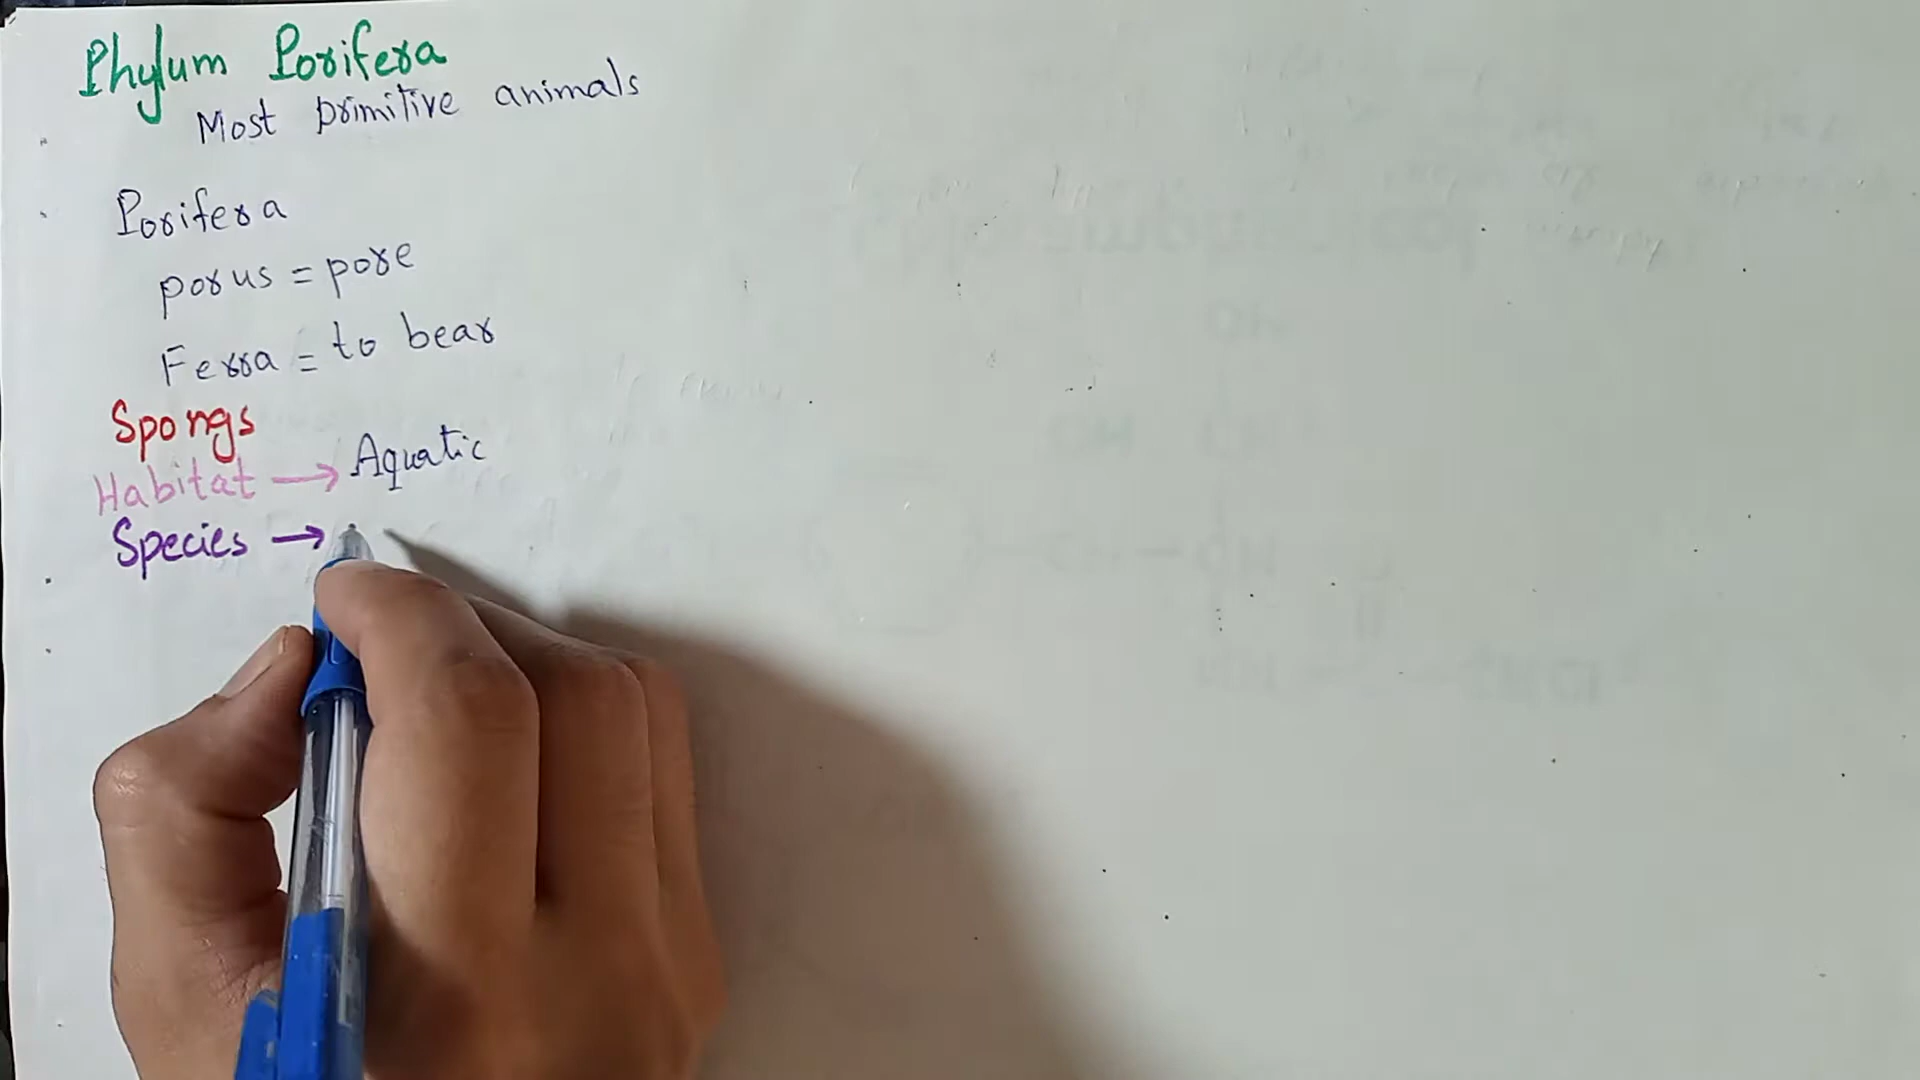 Phylum Porifera
Most primitive animals
Porifera
porus = pore
Ferra = to bear
Spongs
Habitat → Aquatic
Species →